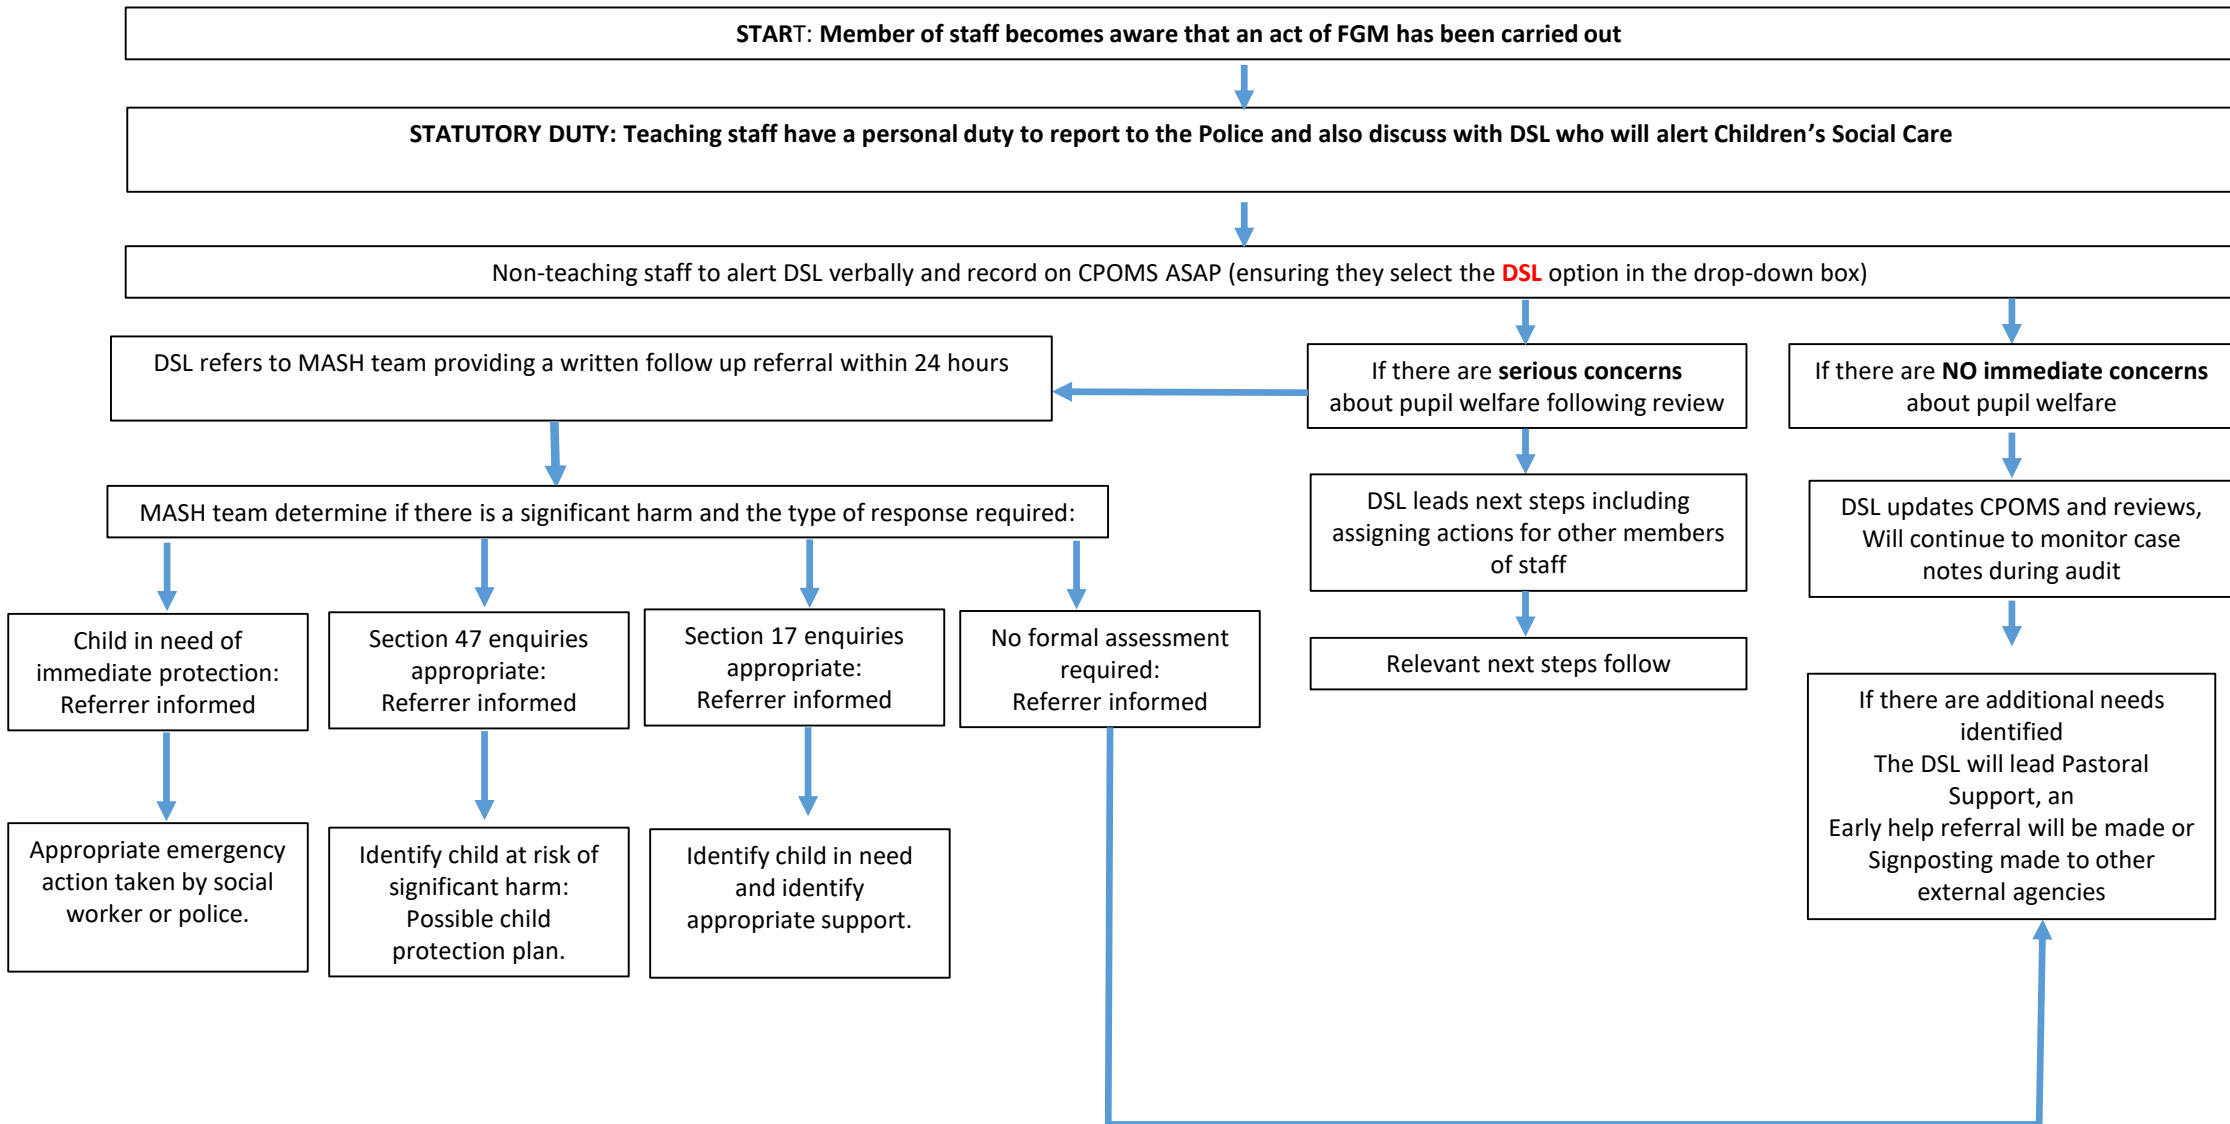 START: Member of staff becomes aware that an act of FGM has been carried out
STATUTORY DUTY: Teaching staff have a personal duty to report to the Police and also discuss with DSL who will alert Children’s Social Care
Non-teaching staff to alert DSL verbally and record on CPOMS ASAP (ensuring they select the DSL option in the drop-down box)
DSL refers to MASH team providing a written follow up referral within 24 hours
If there are serious concerns
about pupil welfare following review
If there are NO immediate concerns
about pupil welfare
MASH team determine if there is a significant harm and the type of response required:
DSL leads next steps including
assigning actions for other members
of staff
DSL updates CPOMS and reviews,
Will continue to monitor case
notes during audit
Child in need of
immediate protection:
Referrer informed
Section 47 enquiries
appropriate:
Referrer informed
Section 17 enquiries
appropriate:
Referrer informed
No formal assessment
required:
Referrer informed
Relevant next steps follow
If there are additional needs
identified
The DSL will lead Pastoral
Support, an
Early help referral will be made or
Signposting made to other
external agencies
Appropriate emergency
action taken by social
worker or police.
Identify child at risk of
significant harm:
Possible child
protection plan.
Identify child in need
and identify
appropriate support.